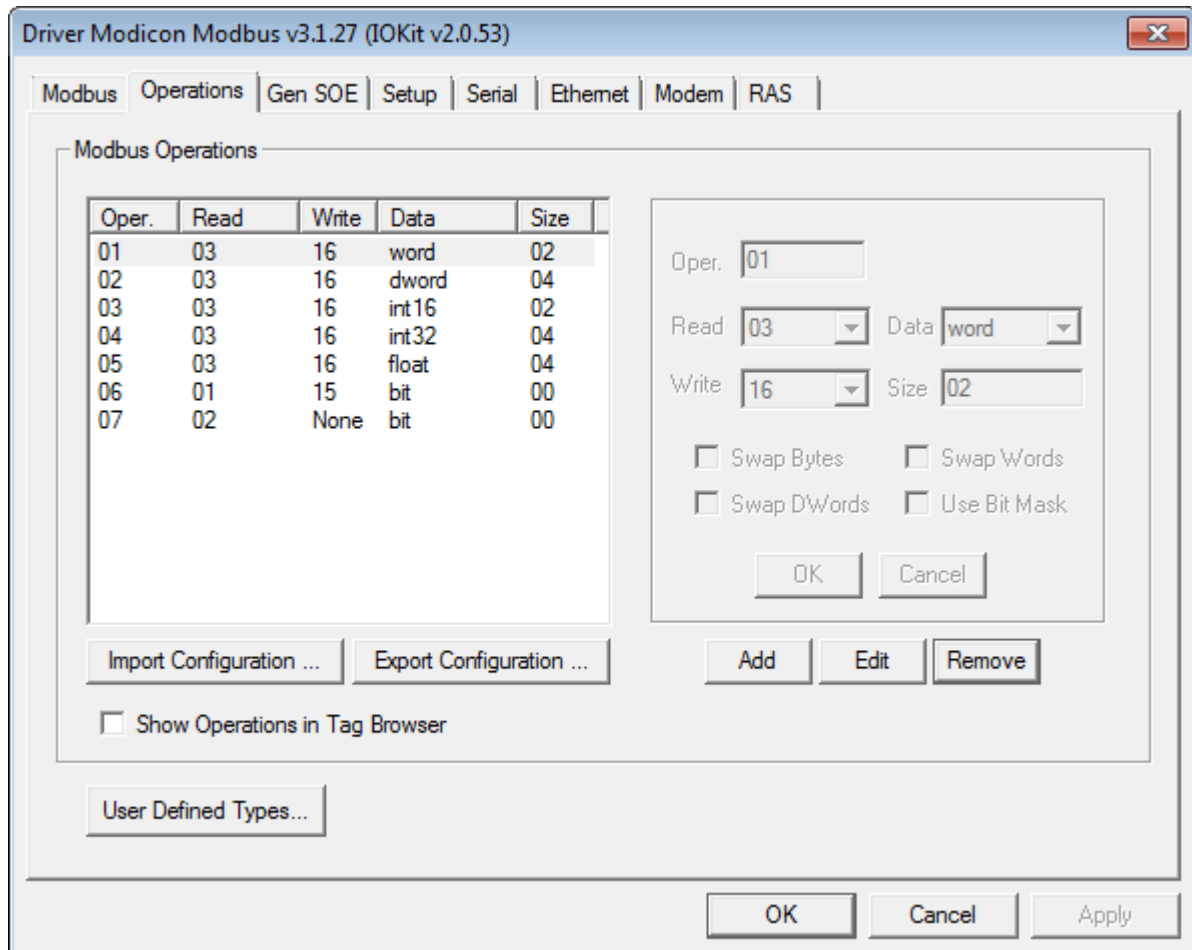 Driver Modicon Modbus v3.1.27 (IOKit v2.0.53)
Modbus Operations Gen SOE Setup Serial Ethernet Modem RAS
Modbus Operations
Oper. Read Write Data Size
01 03 16 word 02
02 03 16 dword 04
03 03 16 int16 02
04 03 16 int32 04
05 03 16 float 04
06 01 15 bit 00
07 02 None bit 00
Oper. 01
Read 03 Data word
Write 16 Size 02
Swap Bytes Swap Words
Swap DWords Use Bit Mask
OK Cancel
Import Configuration ... Export Configuration ... Add Edit Remove
Show Operations in Tag Browser
User Defined Types...
OK Cancel Apply